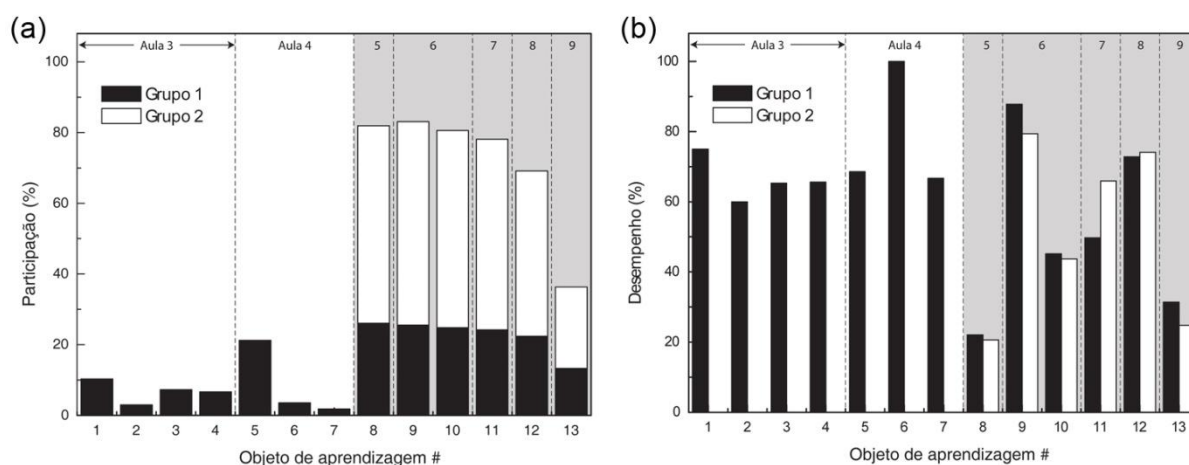 (a)
Aula 3
Aula 4
5
6
7
8
9
100
80
60
40
20
0
Grupo 1
Grupo 2
Participação (%)
1 2 3 4 5 6 7 8 9 10 11 12 13
Objeto de aprendizagem #
(b)
Aula 3
Aula 4
5
6
7
8
9
100
80
60
40
20
0
Grupo 1
Grupo 2
Desempenho (%)
1 2 3 4 5 6 7 8 9 10 11 12 13
Objeto de aprendizagem #